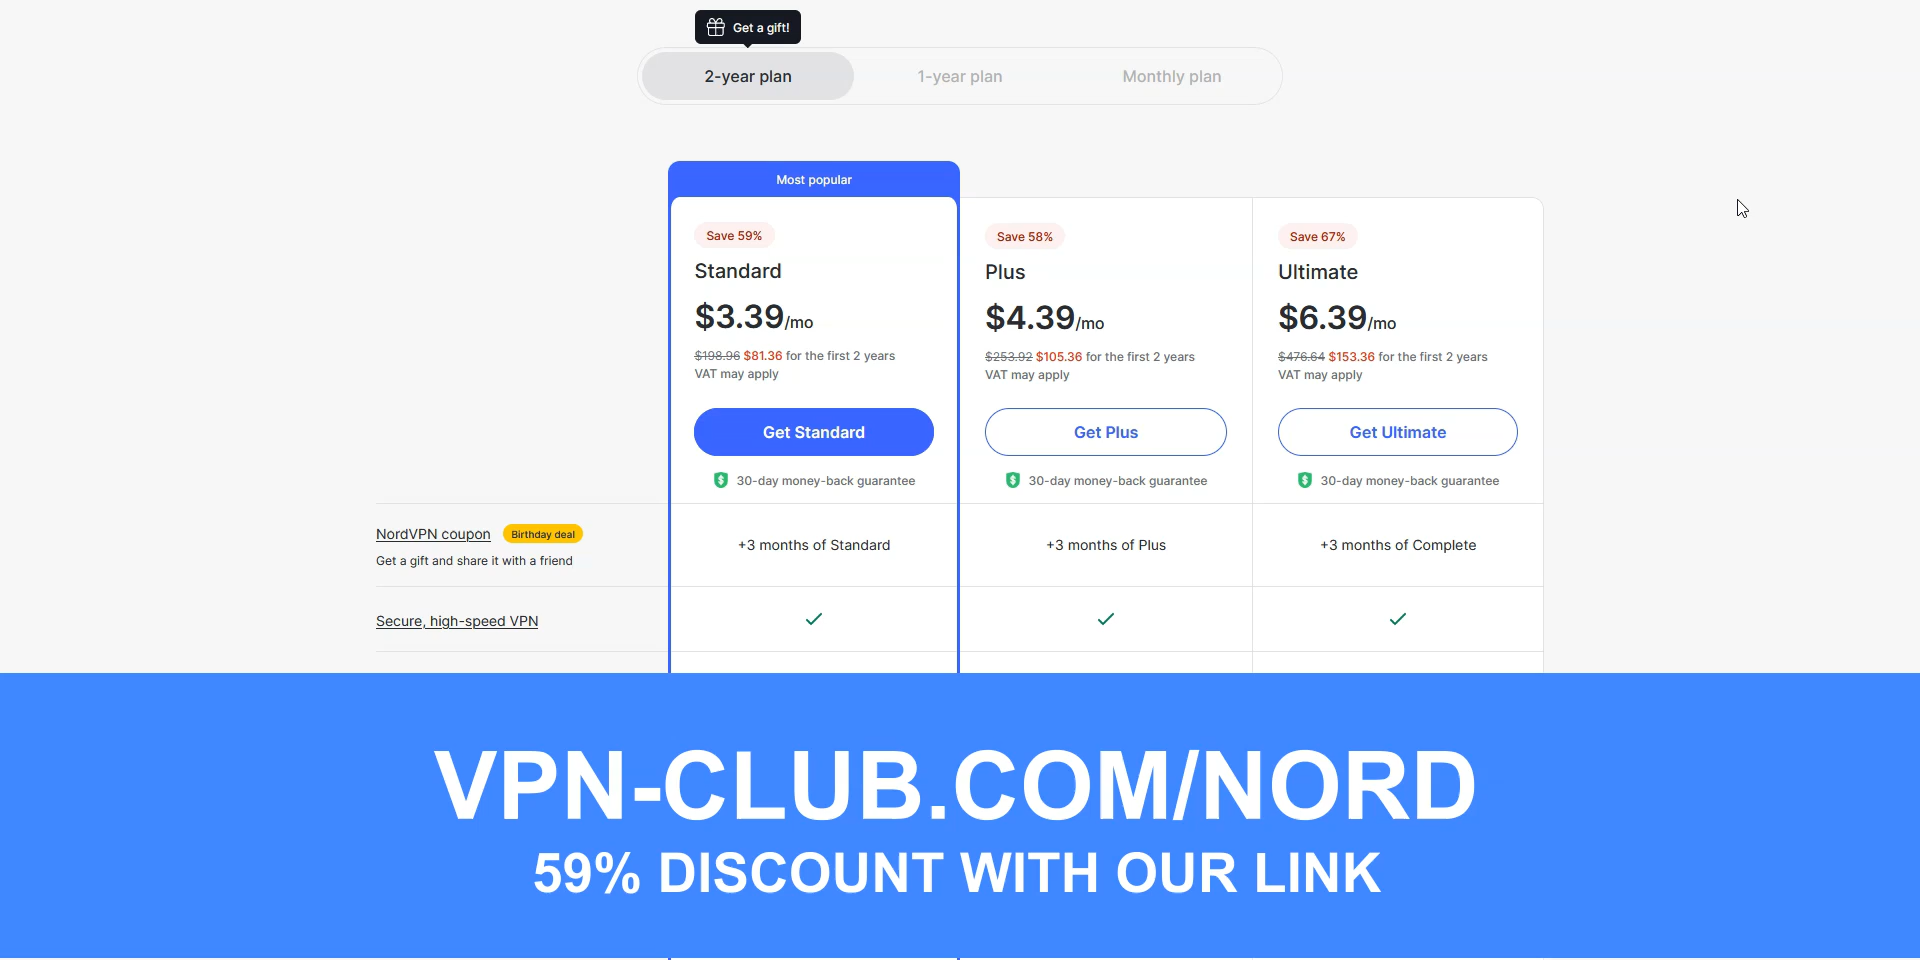 Get a gift!
2-year plan
1-year plan
Monthly plan
Most popular
Save 59%
Standard
$3.39/mo
$198.96 $81.36 for the first 2 years
VAT may apply
Get Standard
30-day money-back guarantee
Save 58%
Plus
$4.39/mo
$253.92 $105.36 for the first 2 years
VAT may apply
Get Plus
30-day money-back guarantee
Save 67%
Ultimate
$6.39/mo
$476.64 $153.36 for the first 2 years
VAT may apply
Get Ultimate
30-day money-back guarantee
NordVPN coupon Birthday deal
Get a gift and share it with a friend
+3 months of Standard
+3 months of Plus
+3 months of Complete
Secure, high-speed VPN
VPN-CLUB.COM/NORD
59% DISCOUNT WITH OUR LINK